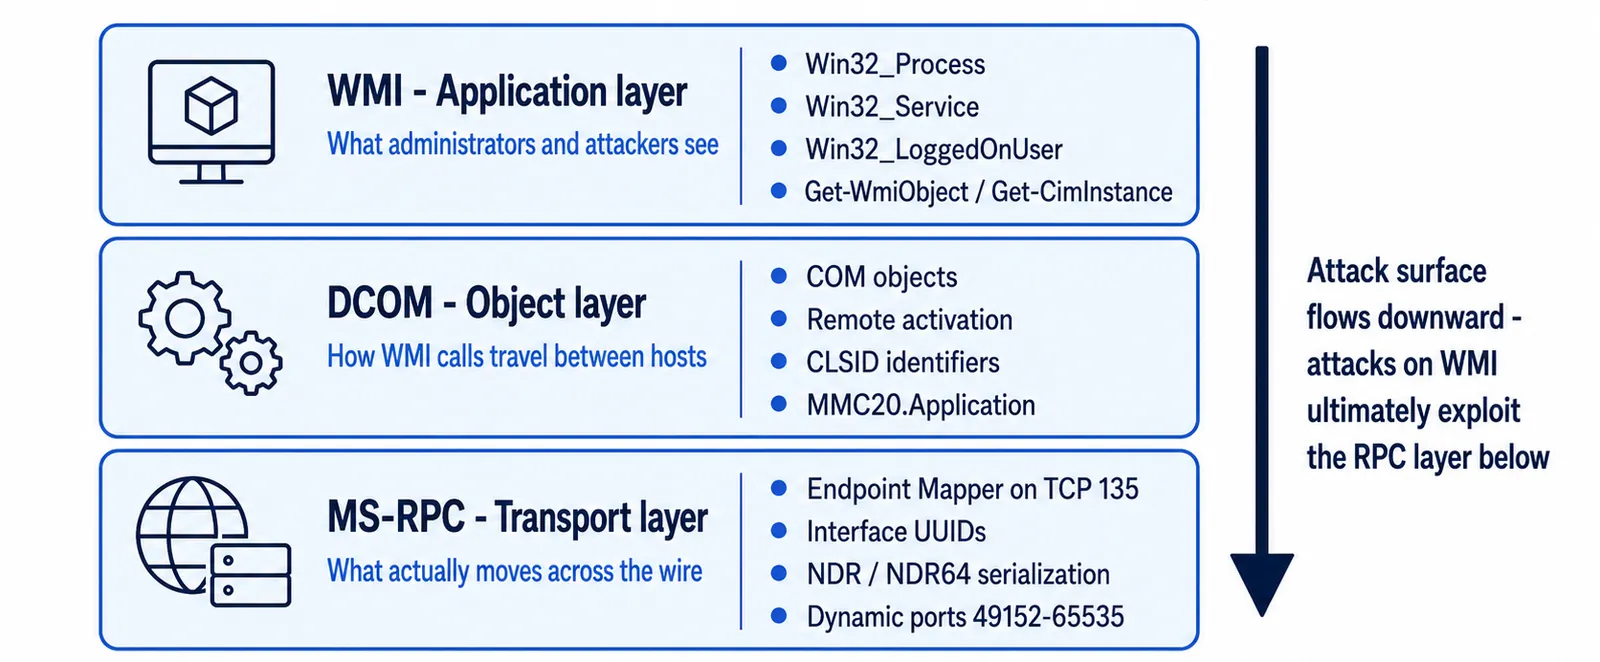 WMI - Application layer
What administrators and attackers see
Win32_Process
Win32_Service
Win32_LoggedOnUser
Get-WmiObject / Get-CimInstance
DCOM - Object layer
How WMI calls travel between hosts
COM objects
Remote activation
CLSID identifiers
MMC20.Application
MS-RPC - Transport layer
What actually moves across the wire
Endpoint Mapper on TCP 135
Interface UUIDs
NDR / NDR64 serialization
Dynamic ports 49152-65535
Attack surface
flows downward -
attacks on WMI
ultimately exploit
the RPC layer below